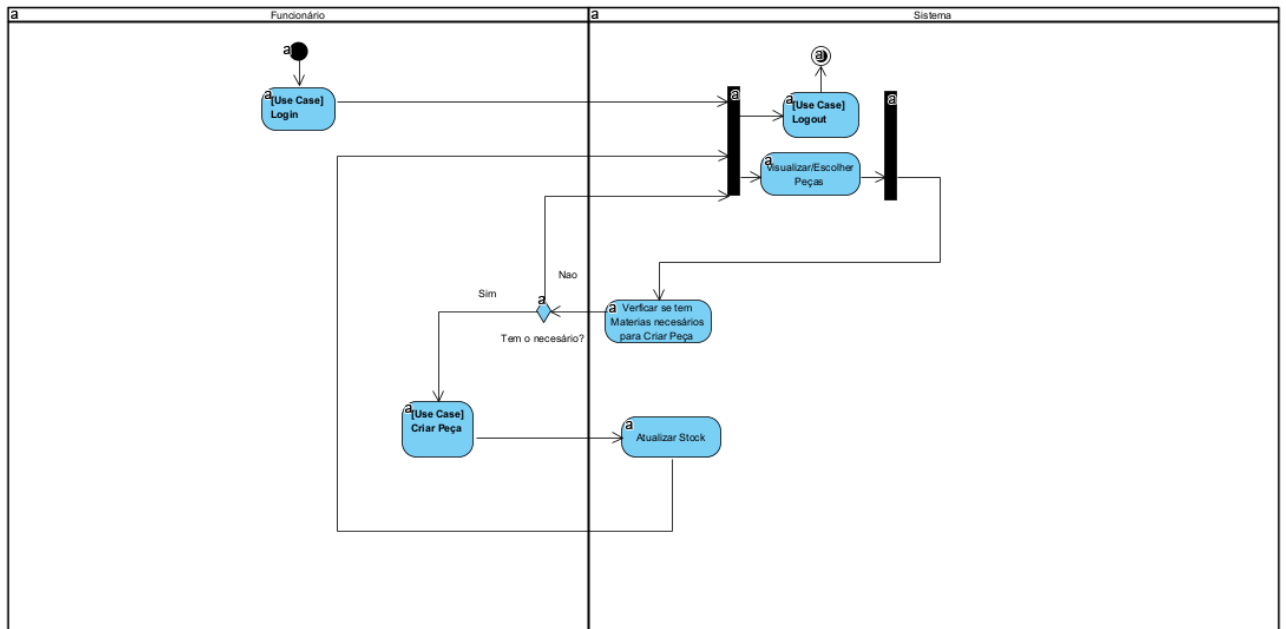 a
Funcionário
a
Sistema
a
a
[Use Case]
Login
a
a
[Use Case]
Logout
a
a
a
Visualizar/Escolher
Peças
Nao
Sim
a
Tem o necesário?
a
Verficar se tem
Materias necesários
para Criar Peça
a
[Use Case]
Criar Peça
a
Atualizar Stock